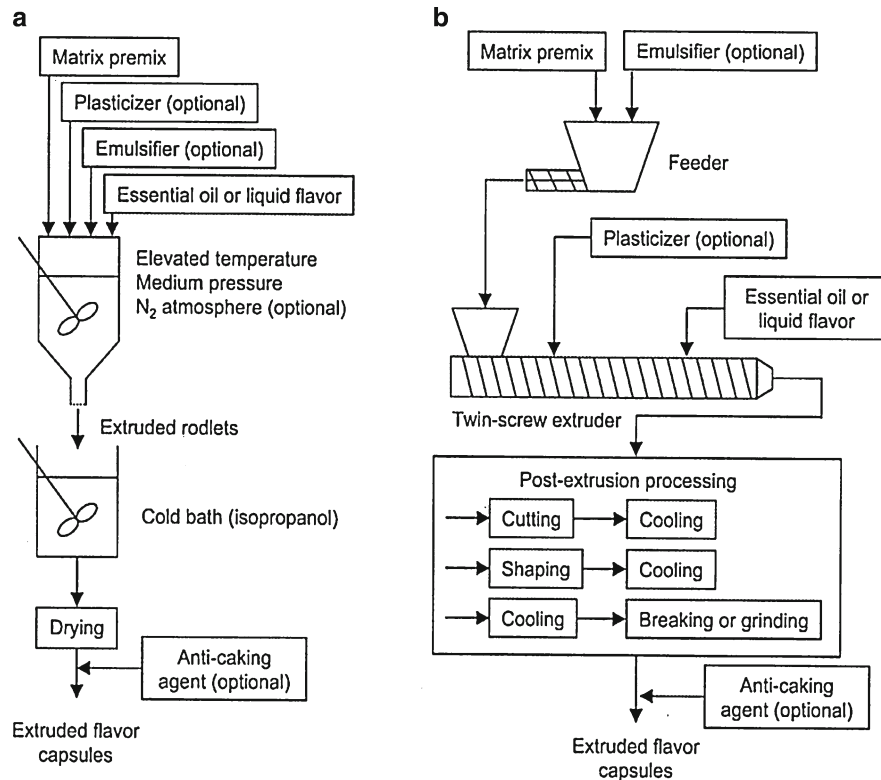 a
Matrix premix
Plasticizer (optional)
Emulsifier (optional)
Essential oil or liquid flavor
Elevated temperature
Medium pressure
N₂ atmosphere (optional)
Extruded rodlets
Cold bath (isopropanol)
Drying
Anti-caking
agent (optional)
Extruded flavor
capsules
b
Matrix premix
Emulsifier (optional)
Feeder
Plasticizer (optional)
Essential oil or
liquid flavor
Twin-screw extruder
Post-extrusion processing
Cutting
Cooling
Shaping
Cooling
Cooling
Breaking or grinding
Anti-caking
agent (optional)
Extruded flavor
capsules